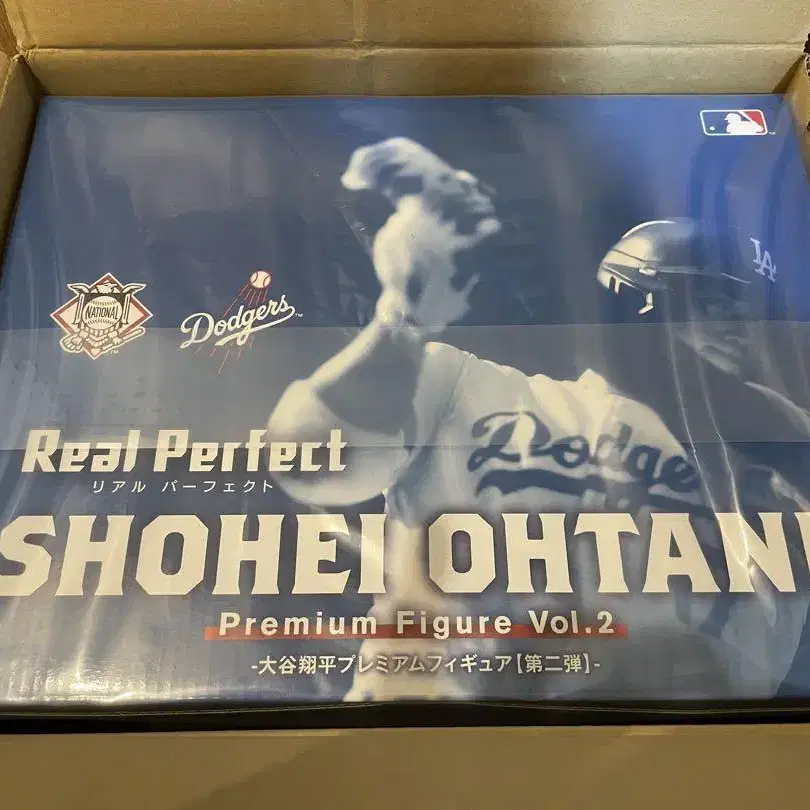 LA
NATIONAL
Dodgers
Dodge
Real Perfect
リアル パーフェクト
SHOHEI OHTANI
Premium Figure Vol.2
-大谷翔平プレミアムフィギュア【第二弾】-